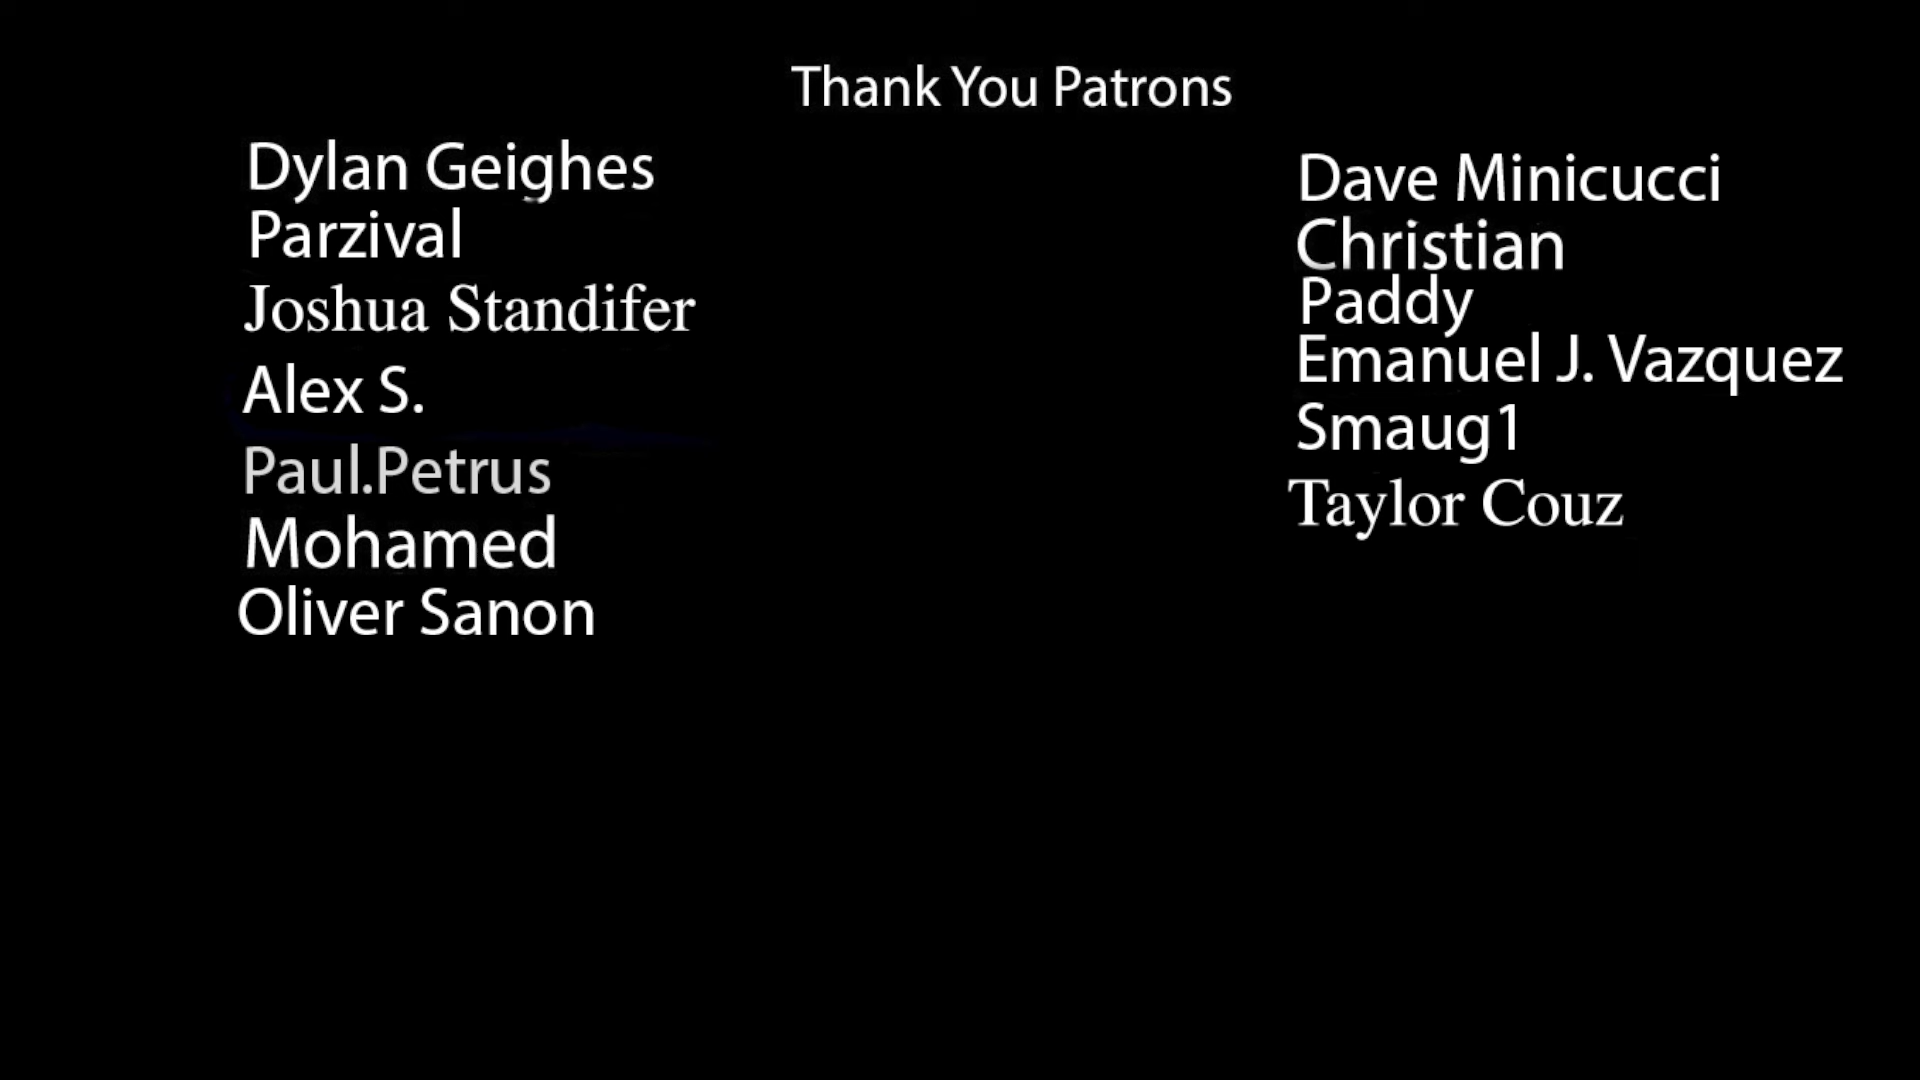 Thank You Patrons
Dylan Geighes
Parzival
Joshua Standifer
Alex S.
Paul.Petrus
Mohamed
Oliver Sanon
Dave Minicucci
Christian
Paddy
Emanuel J. Vazquez
Smaug1
Taylor Couz